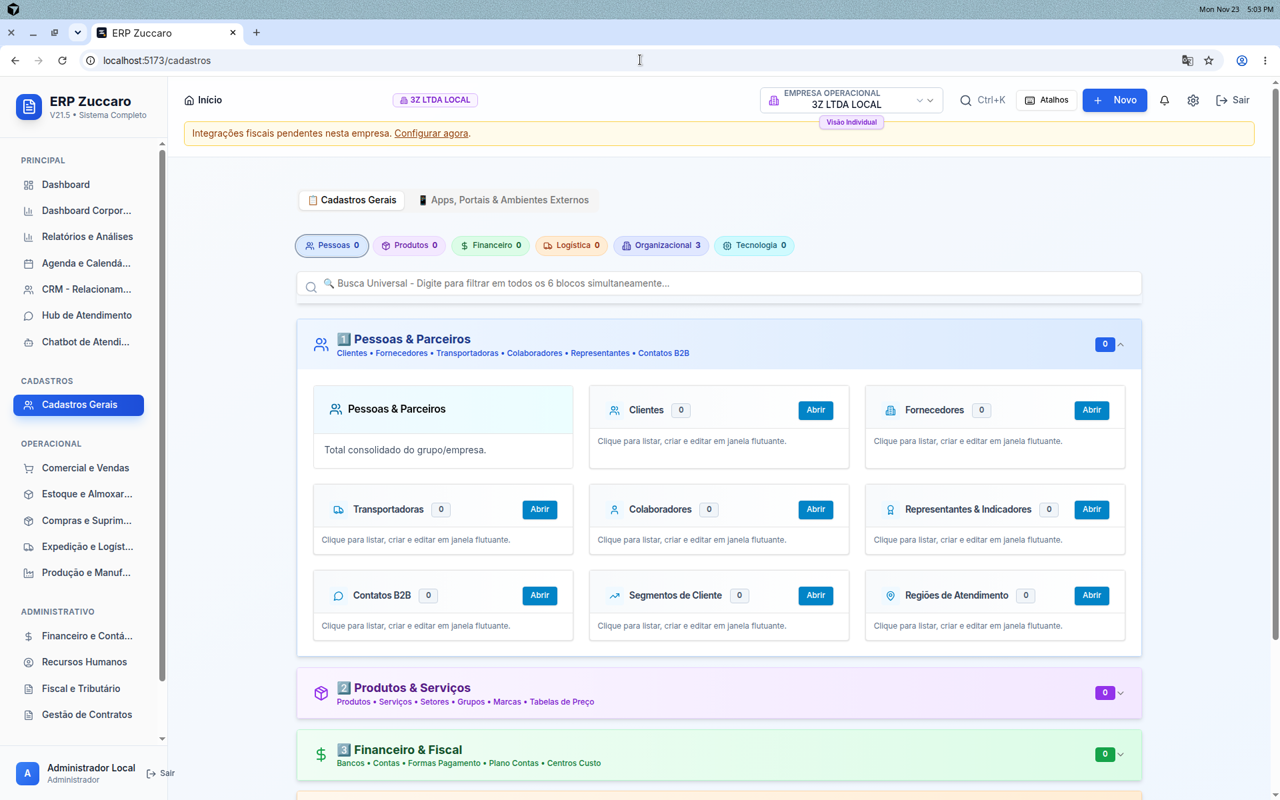 Mon Nov 23 5:03 PM
ERP Zuccaro
localhost:5173/cadastros
ERP Zuccaro
V21.5 • Sistema Completo
Início
3Z LTDA LOCAL
EMPRESA OPERACIONAL
3Z LTDA LOCAL
Visão Individual
Ctrl+K
Atalhos
Novo
Sair
Integrações fiscais pendentes nesta empresa. Configurar agora.
PRINCIPAL
Dashboard
Dashboard Corpor...
Relatórios e Análises
Agenda e Calendá...
CRM - Relacionam...
Hub de Atendimento
Chatbot de Atendi...
CADASTROS
Cadastros Gerais
OPERACIONAL
Comercial e Vendas
Estoque e Almoxar...
Compras e Suprim...
Expedição e Logíst...
Produção e Manuf...
ADMINISTRATIVO
Financeiro e Contá...
Recursos Humanos
Fiscal e Tributário
Gestão de Contratos
A
Administrador Local
Administrador
Sair
📋 Cadastros Gerais
📱 Apps, Portais & Ambientes Externos
Pessoas 0
Produtos 0
Financeiro 0
Logística 0
Organizacional 3
Tecnologia 0
🔍 Busca Universal - Digite para filtrar em todos os 6 blocos simultaneamente...
1️⃣ Pessoas & Parceiros
Clientes • Fornecedores • Transportadoras • Colaboradores • Representantes • Contatos B2B
0
Pessoas & Parceiros
Total consolidado do grupo/empresa.
Clientes 0 Abrir
Clique para listar, criar e editar em janela flutuante.
Fornecedores 0 Abrir
Clique para listar, criar e editar em janela flutuante.
Transportadoras 0 Abrir
Clique para listar, criar e editar em janela flutuante.
Colaboradores 0 Abrir
Clique para listar, criar e editar em janela flutuante.
Representantes & Indicadores 0 Abrir
Clique para listar, criar e editar em janela flutuante.
Contatos B2B 0 Abrir
Clique para listar, criar e editar em janela flutuante.
Segmentos de Cliente 0 Abrir
Clique para listar, criar e editar em janela flutuante.
Regiões de Atendimento 0 Abrir
Clique para listar, criar e editar em janela flutuante.
2️⃣ Produtos & Serviços
Produtos • Serviços • Setores • Grupos • Marcas • Tabelas de Preço
0
3️⃣ Financeiro & Fiscal
Bancos • Contas • Formas Pagamento • Plano Contas • Centros Custo
0